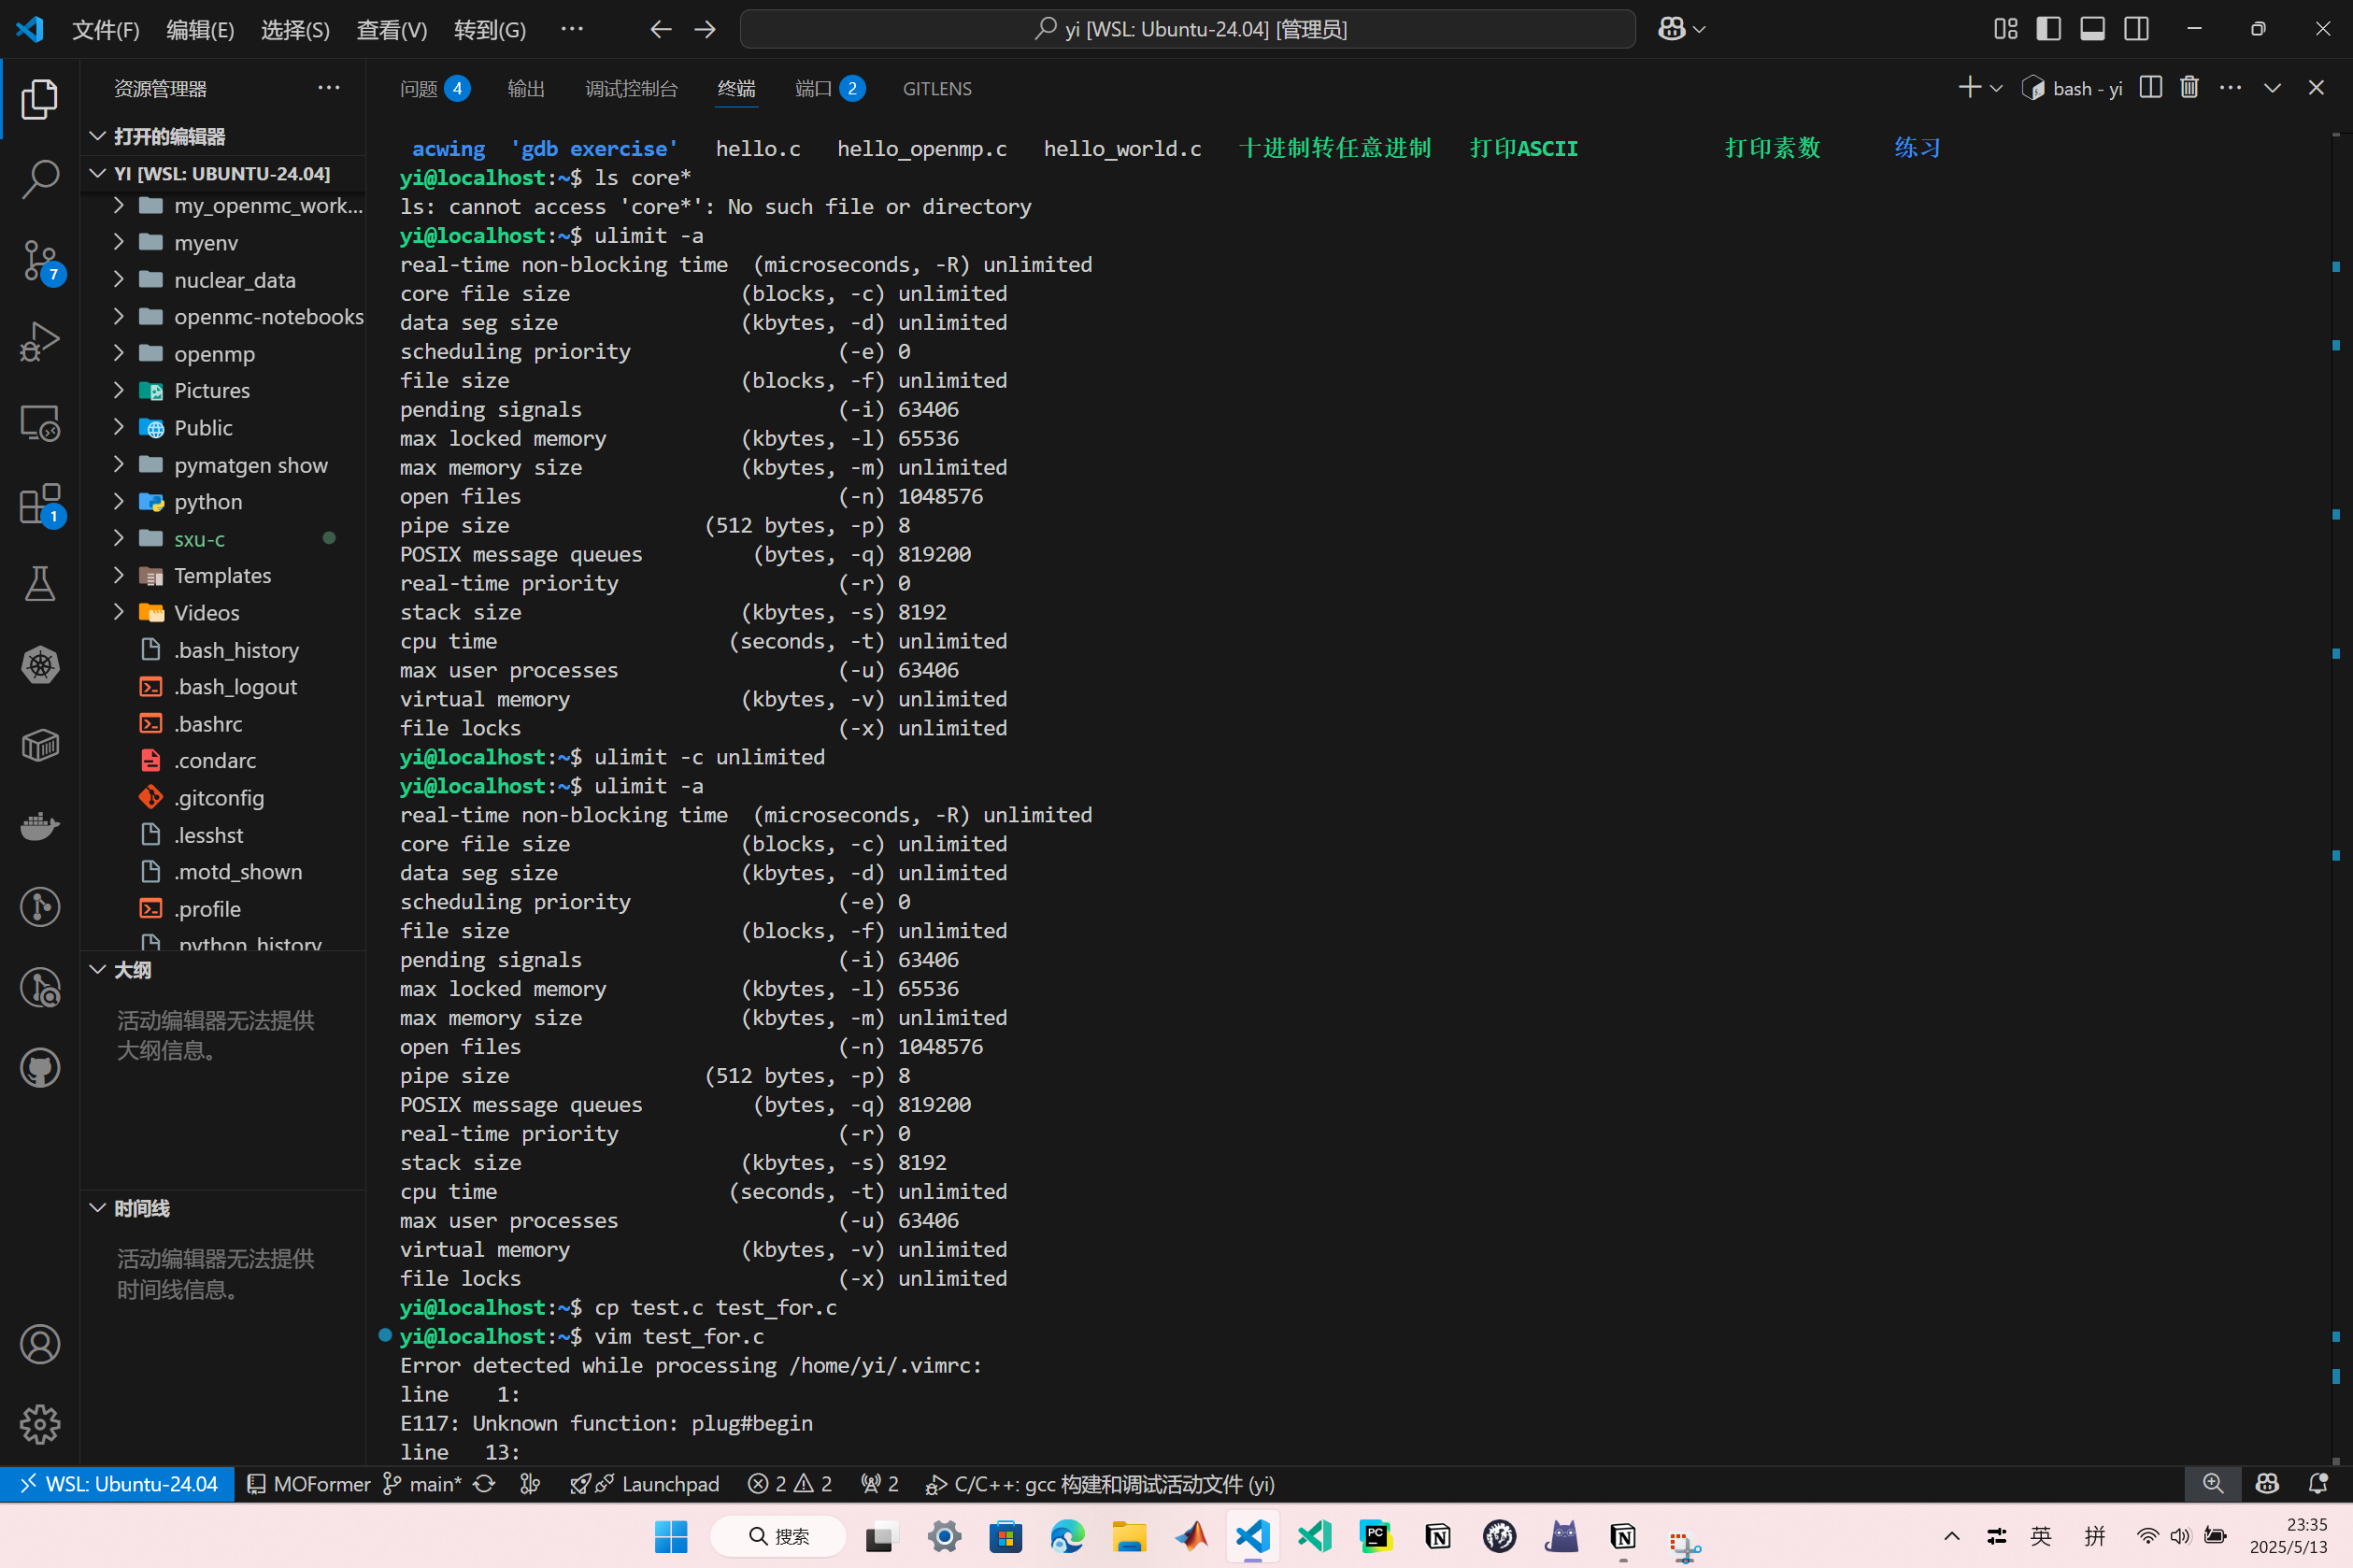 文件(F) 编辑(E) 选择(S) 查看(V) 转到(G) ··· yi [WSL: Ubuntu-24.04] [管理员]
资源管理器 ···
打开的编辑器
YI [WSL: UBUNTU-24.04]
my_openmc_work...
myenv
nuclear_data
openmc-notebooks
openmp
Pictures
Public
pymatgen show
python
sxu-c
Templates
Videos
.bash_history
.bash_logout
.bashrc
.condarc
.gitconfig
.lesshst
.motd_shown
.profile
.python_history
大纲
活动编辑器无法提供
大纲信息。
时间线
活动编辑器无法提供
时间线信息。
7
1
问题 4 输出 调试控制台 终端 端口 2 GITLENS bash - yi ···
acwing 'gdb exercise' hello.c hello_openmp.c hello_world.c 十进制转任意进制 打印ASCII 打印素数 练习
yi@localhost:~$ ls core*
ls: cannot access 'core*': No such file or directory
yi@localhost:~$ ulimit -a
real-time non-blocking time (microseconds, -R) unlimited
core file size (blocks, -c) unlimited
data seg size (kbytes, -d) unlimited
scheduling priority (-e) 0
file size (blocks, -f) unlimited
pending signals (-i) 63406
max locked memory (kbytes, -l) 65536
max memory size (kbytes, -m) unlimited
open files (-n) 1048576
pipe size (512 bytes, -p) 8
POSIX message queues (bytes, -q) 819200
real-time priority (-r) 0
stack size (kbytes, -s) 8192
cpu time (seconds, -t) unlimited
max user processes (-u) 63406
virtual memory (kbytes, -v) unlimited
file locks (-x) unlimited
yi@localhost:~$ ulimit -c unlimited
yi@localhost:~$ ulimit -a
real-time non-blocking time (microseconds, -R) unlimited
core file size (blocks, -c) unlimited
data seg size (kbytes, -d) unlimited
scheduling priority (-e) 0
file size (blocks, -f) unlimited
pending signals (-i) 63406
max locked memory (kbytes, -l) 65536
max memory size (kbytes, -m) unlimited
open files (-n) 1048576
pipe size (512 bytes, -p) 8
POSIX message queues (bytes, -q) 819200
real-time priority (-r) 0
stack size (kbytes, -s) 8192
cpu time (seconds, -t) unlimited
max user processes (-u) 63406
virtual memory (kbytes, -v) unlimited
file locks (-x) unlimited
yi@localhost:~$ cp test.c test_for.c
yi@localhost:~$ vim test_for.c
Error detected while processing /home/yi/.vimrc:
line 1:
E117: Unknown function: plug#begin
line 13:
WSL: Ubuntu-24.04 MOFormer main* Launchpad 2 2 2 C/C++: gcc 构建和调试活动文件 (yi)
搜索 PC 英 拼 23:35
2025/5/13